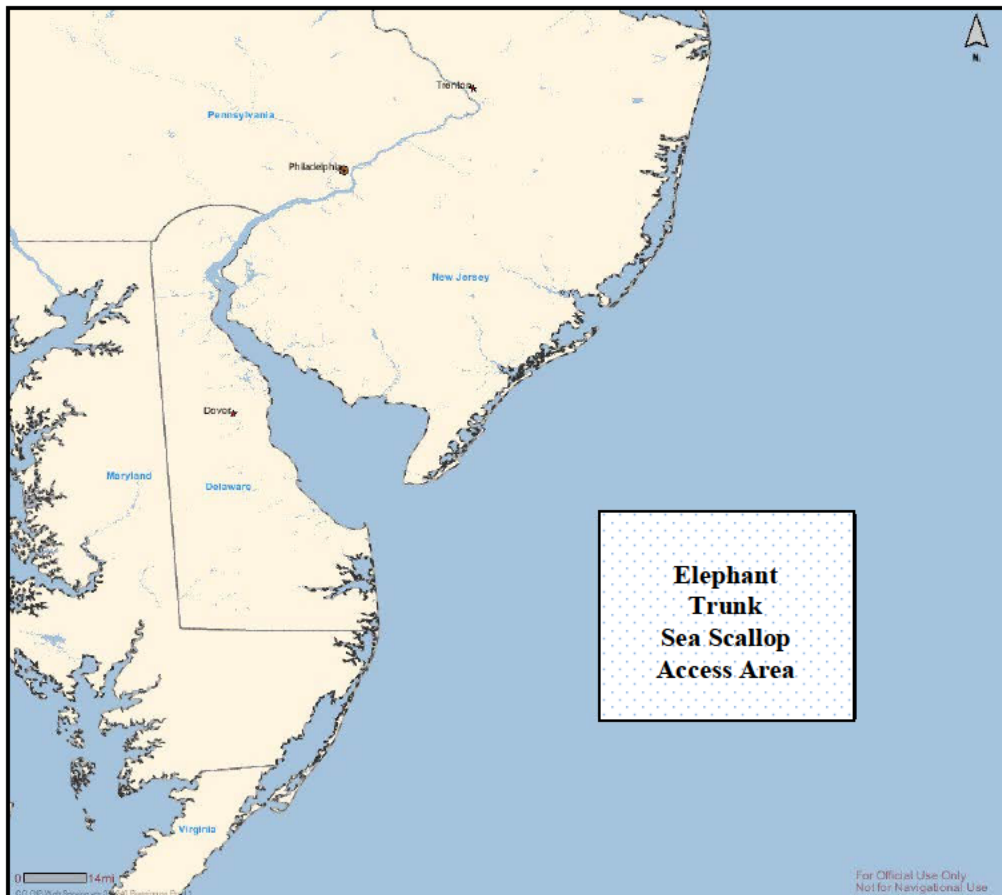 N
Trenton
Pennsylvania
Philadelphia
New Jersey
Dover
Maryland
Delaware
Elephant
Trunk
Sea Scallop
Access Area
Virginia
0 14mi
For Official Use Only
Not for Navigational Use